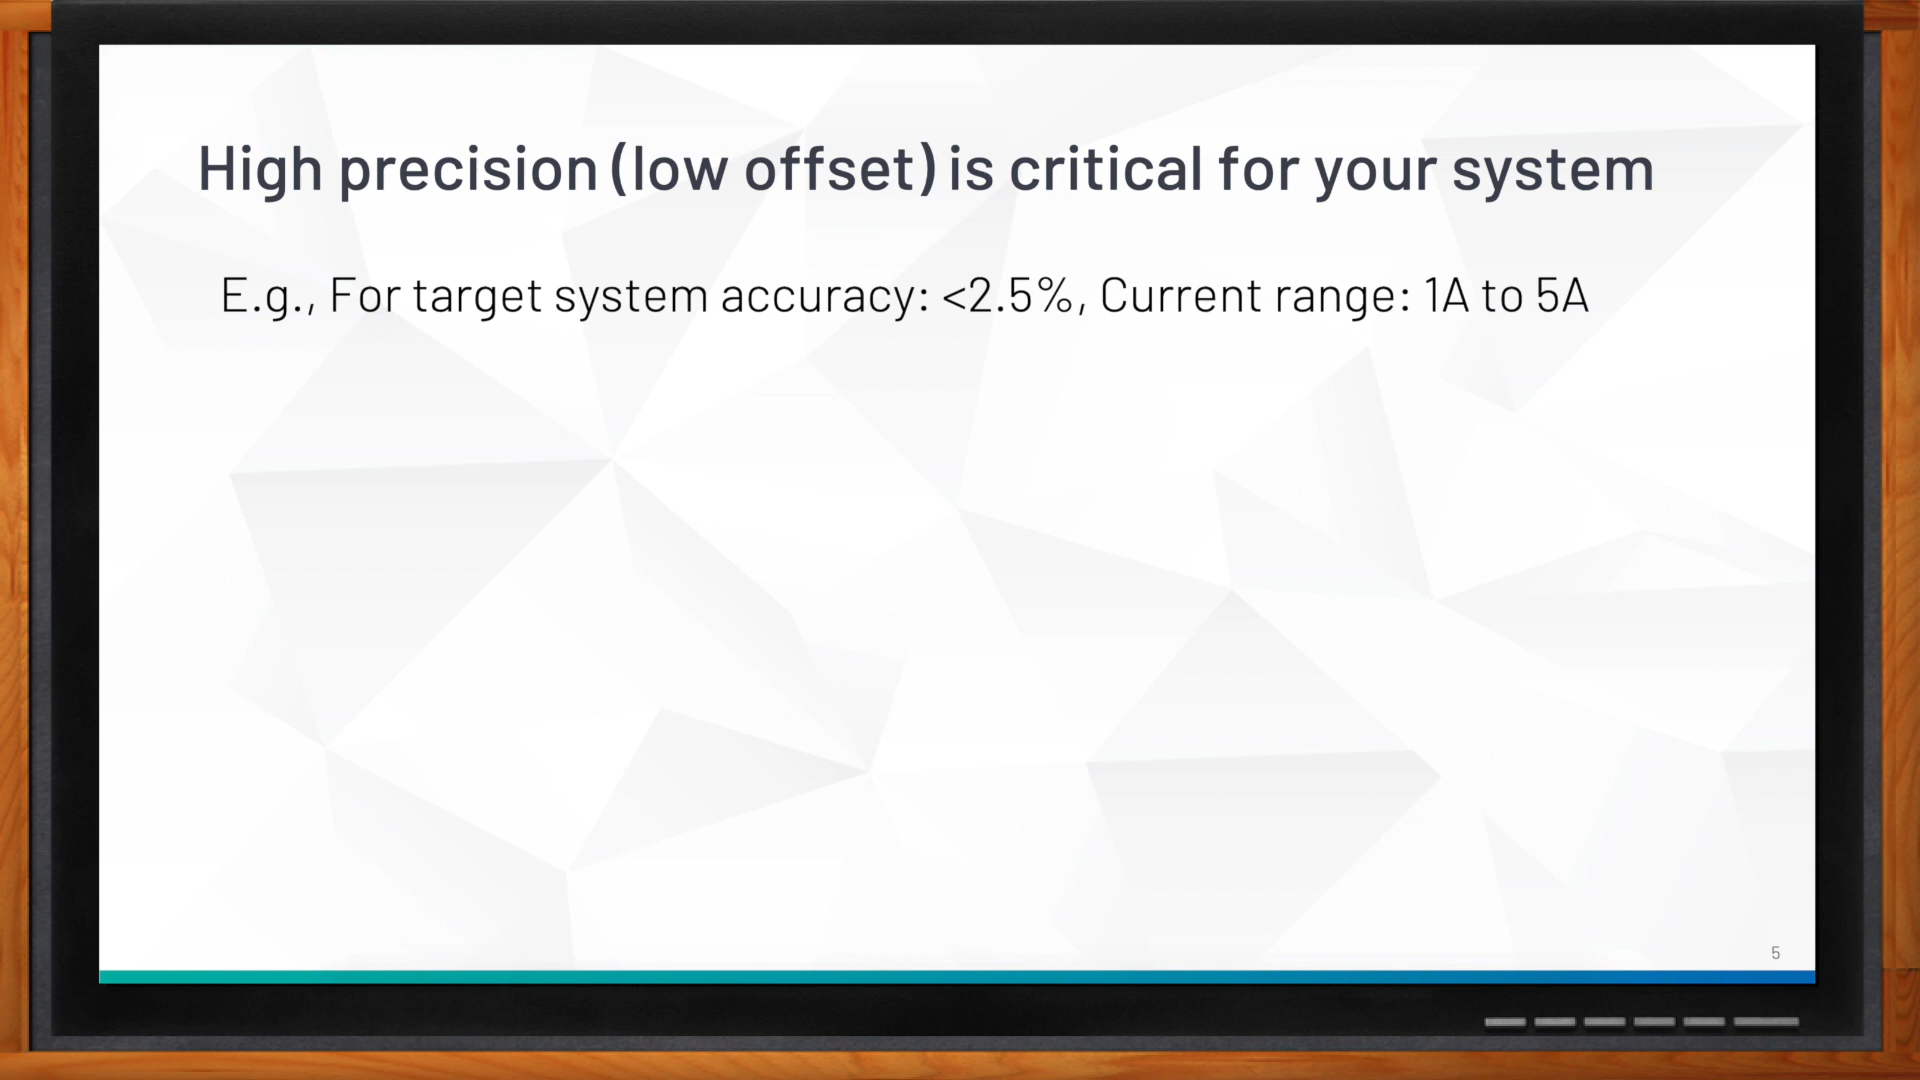 High precision (low offset) is critical for your system
E.g., For target system accuracy: <2.5%, Current range: 1A to 5A
5